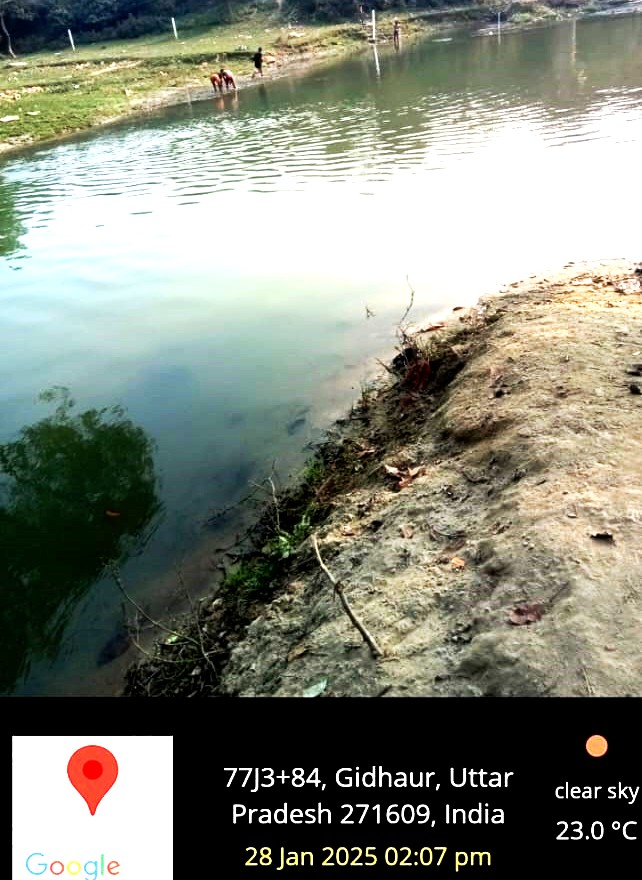 77J3+84, Gidhaur, Uttar
Pradesh 271609, India
28 Jan 2025 02:07 pm
clear sky
23.0 °C
Google